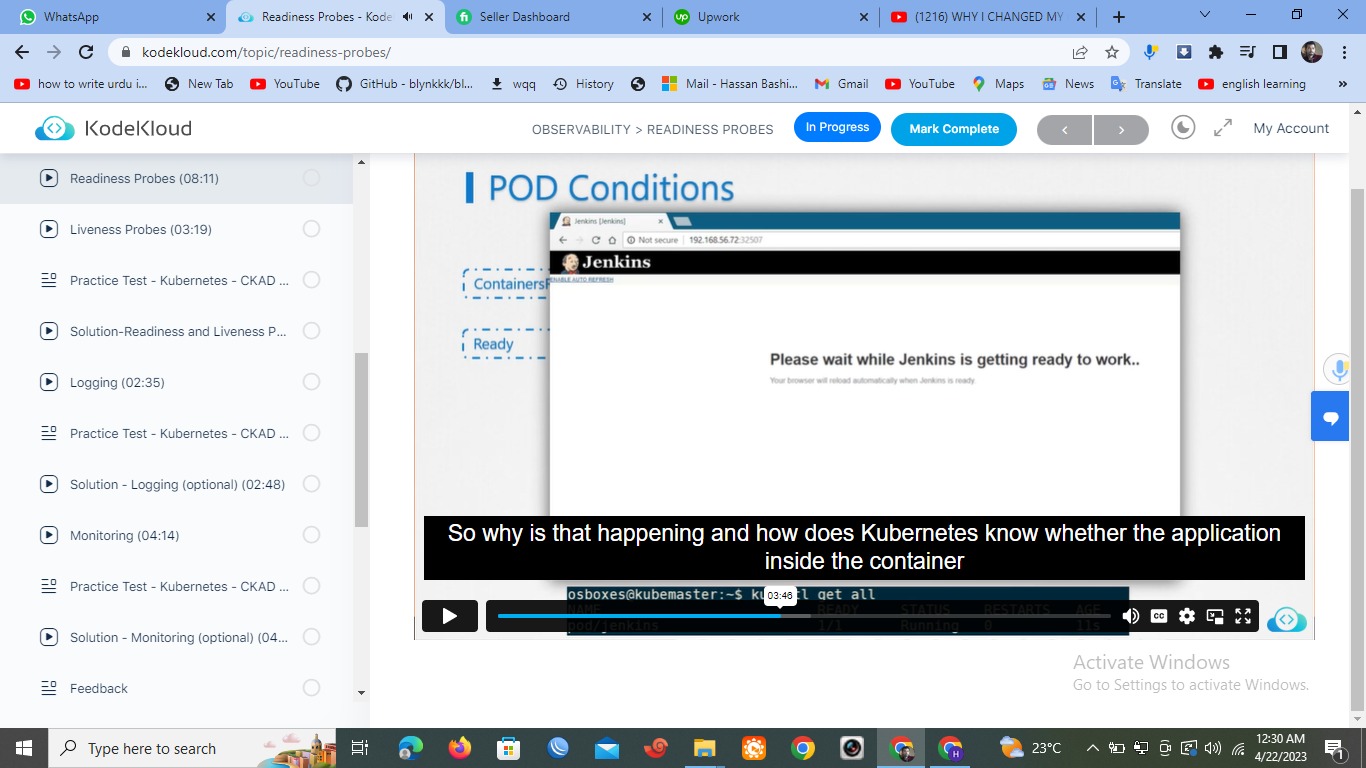 WhatsApp
Readiness Probes - Kode
Seller Dashboard
Upwork
(1216) WHY I CHANGED MY
kodekloud.com/topic/readiness-probes/
how to write urdu i...
New Tab
YouTube
GitHub - blynkkk/bl...
wqq
History
Mail - Hassan Bashi...
Gmail
YouTube
Maps
News
Translate
english learning
KodeKloud
OBSERVABILITY > READINESS PROBES
In Progress
Mark Complete
My Account
Readiness Probes (08:11)
Liveness Probes (03:19)
Practice Test - Kubernetes - CKAD ...
Solution-Readiness and Liveness P...
Logging (02:35)
Practice Test - Kubernetes - CKAD ...
Solution - Logging (optional) (02:48)
Monitoring (04:14)
Practice Test - Kubernetes - CKAD ...
Solution - Monitoring (optional) (04...
Feedback
POD Conditions
Jenkins [Jenkins]
Not secure 192.168.56.72:32507
Jenkins
ENABLE AUTO REFRESH
Containers
Ready
Please wait while Jenkins is getting ready to work..
Your browser will reload automatically when Jenkins is ready.
So why is that happening and how does Kubernetes know whether the application
inside the container
osboxes@kubemaster:~$ get all
03:46
NAME READY STATUS RESTARTS AGE
pod/jenkins 1/1 Running 0 11s
CC
Activate Windows
Go to Settings to activate Windows.
Type here to search
23°C
12:30 AM
4/22/2023
1